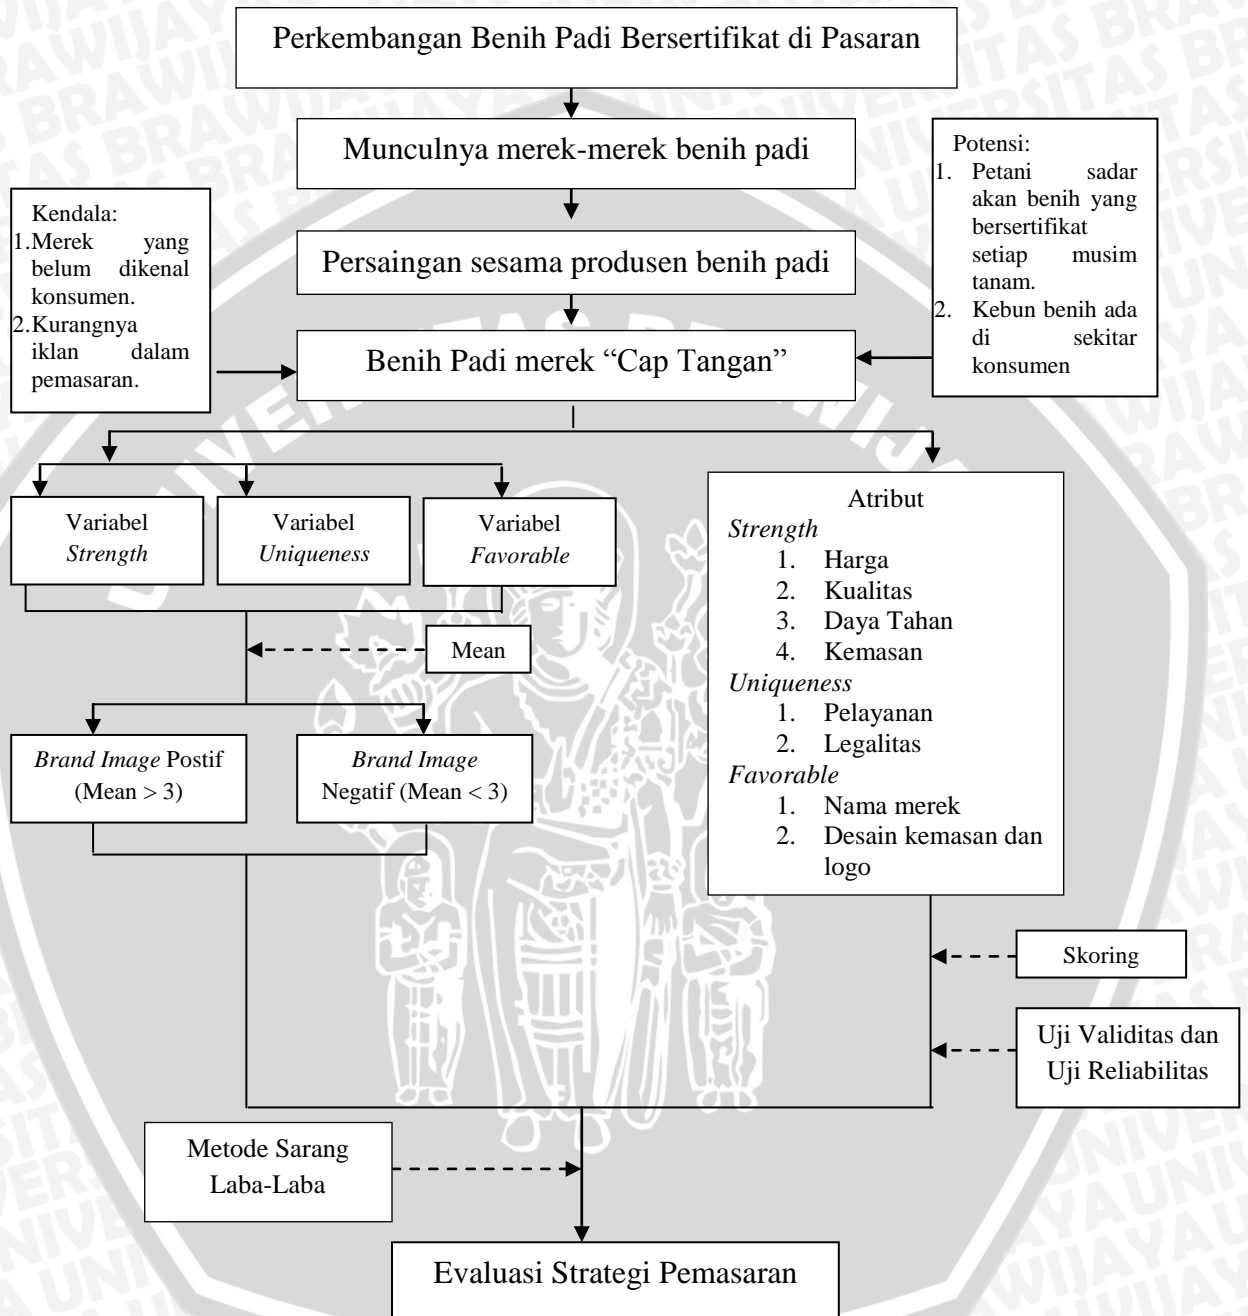 Perkembangan Benih Padi Bersertifikat di Pasaran
Munculnya merek-merek benih padi
Potensi:
1. Petani sadar
akan benih yang
bersertifikat
setiap musim
tanam.
2. Kebun benih ada
di sekitar
konsumen
Kendala:
1.Merek yang
belum dikenal
konsumen.
2.Kurangnya
iklan dalam
pemasaran.
Persaingan sesama produsen benih padi
Benih Padi merek “Cap Tangan”
Variabel
Strength
Variabel
Uniqueness
Variabel
Favorable
Atribut
Strength
1. Harga
2. Kualitas
3. Daya Tahan
4. Kemasan
Uniqueness
1. Pelayanan
2. Legalitas
Favorable
1. Nama merek
2. Desain kemasan dan
logo
Mean
Brand Image Postif
(Mean > 3)
Brand Image
Negatif (Mean < 3)
Skoring
Uji Validitas dan
Uji Reliabilitas
Metode Sarang
Laba-Laba
Evaluasi Strategi Pemasaran
UNIVERSITAS BRAWIJAYA